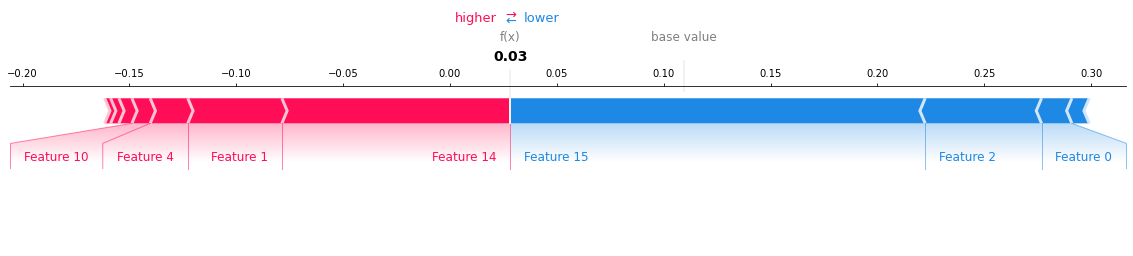 higher ⇄ lower
f(x) base value
0.03
−0.20 −0.15 −0.10 −0.05 0.00 0.05 0.10 0.15 0.20 0.25 0.30
Feature 10 Feature 4 Feature 1 Feature 14 Feature 15 Feature 2 Feature 0